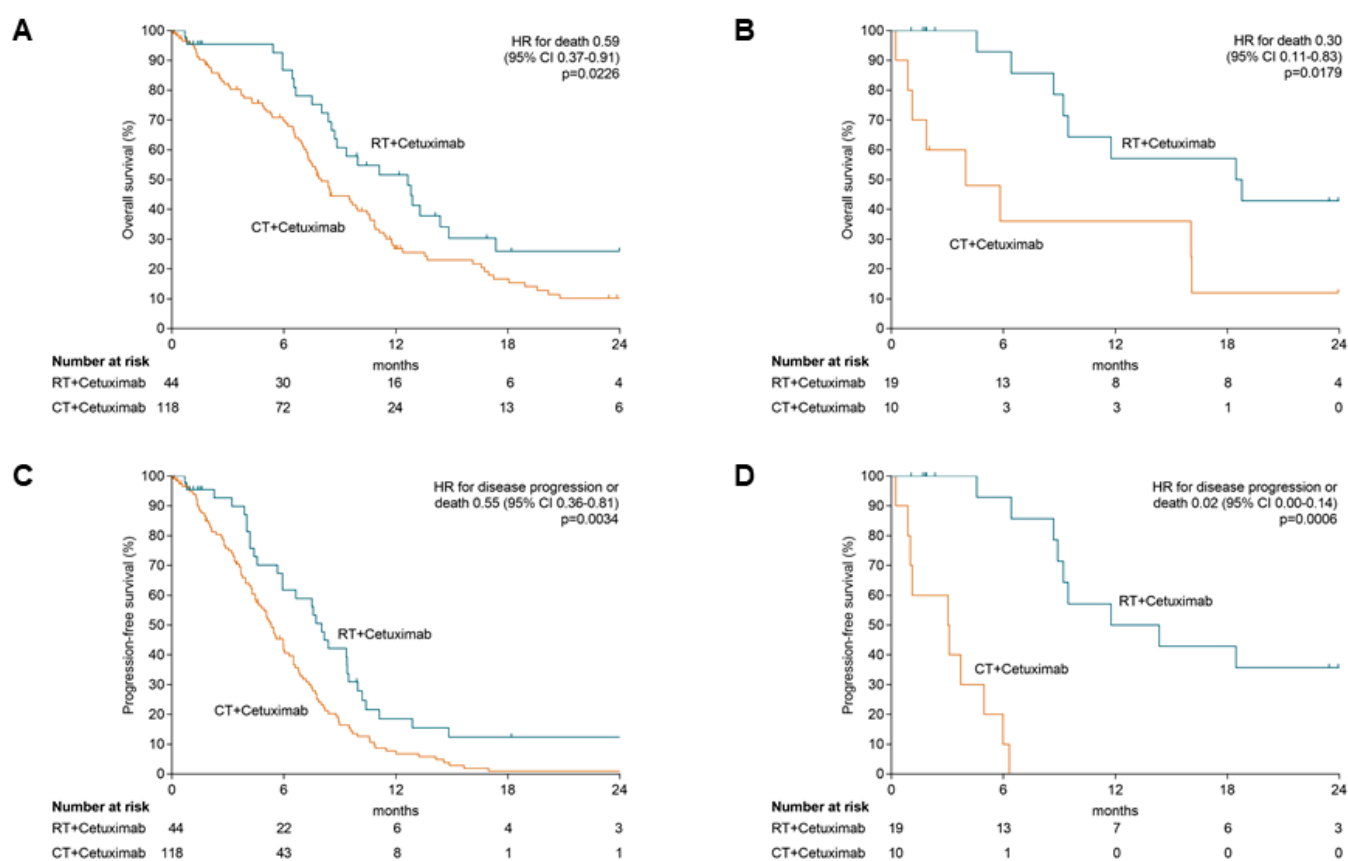 A
HR for death 0.59
(95% CI 0.37-0.91)
p=0.0226
Overall survival (%)
100
90
80
70
60
50
40
30
20
10
0
RT+Cetuximab
CT+Cetuximab
0 6 12 18 24
months
Number at risk
RT+Cetuximab 44 30 16 6 4
CT+Cetuximab 118 72 24 13 6
B
HR for death 0.30
(95% CI 0.11-0.83)
p=0.0179
Overall survival (%)
100
90
80
70
60
50
40
30
20
10
0
RT+Cetuximab
CT+Cetuximab
0 6 12 18 24
months
Number at risk
RT+Cetuximab 19 13 8 8 4
CT+Cetuximab 10 3 3 1 0
C
HR for disease progression or
death 0.55 (95% CI 0.36-0.81)
p=0.0034
Progression-free survival (%)
100
90
80
70
60
50
40
30
20
10
0
RT+Cetuximab
CT+Cetuximab
0 6 12 18 24
months
Number at risk
RT+Cetuximab 44 22 6 4 3
CT+Cetuximab 118 43 8 1 1
D
HR for disease progression or
death 0.02 (95% CI 0.00-0.14)
p=0.0006
Progression-free survival (%)
100
90
80
70
60
50
40
30
20
10
0
RT+Cetuximab
CT+Cetuximab
0 6 12 18 24
months
Number at risk
RT+Cetuximab 19 13 7 6 3
CT+Cetuximab 10 1 0 0 0